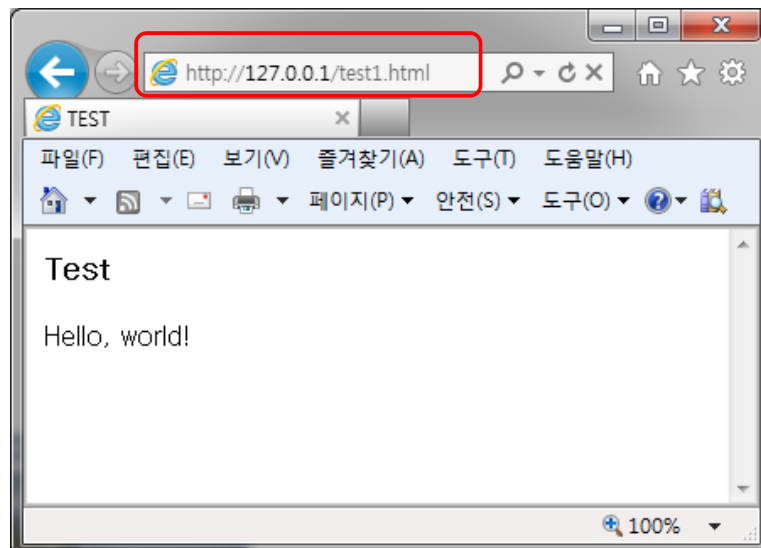 http://127.0.0.1/test1.html
TEST
파일(F) 편집(E) 보기(V) 즐겨찾기(A) 도구(T) 도움말(H)
페이지(P) 안전(S) 도구(O)
Test
Hello, world!
100%